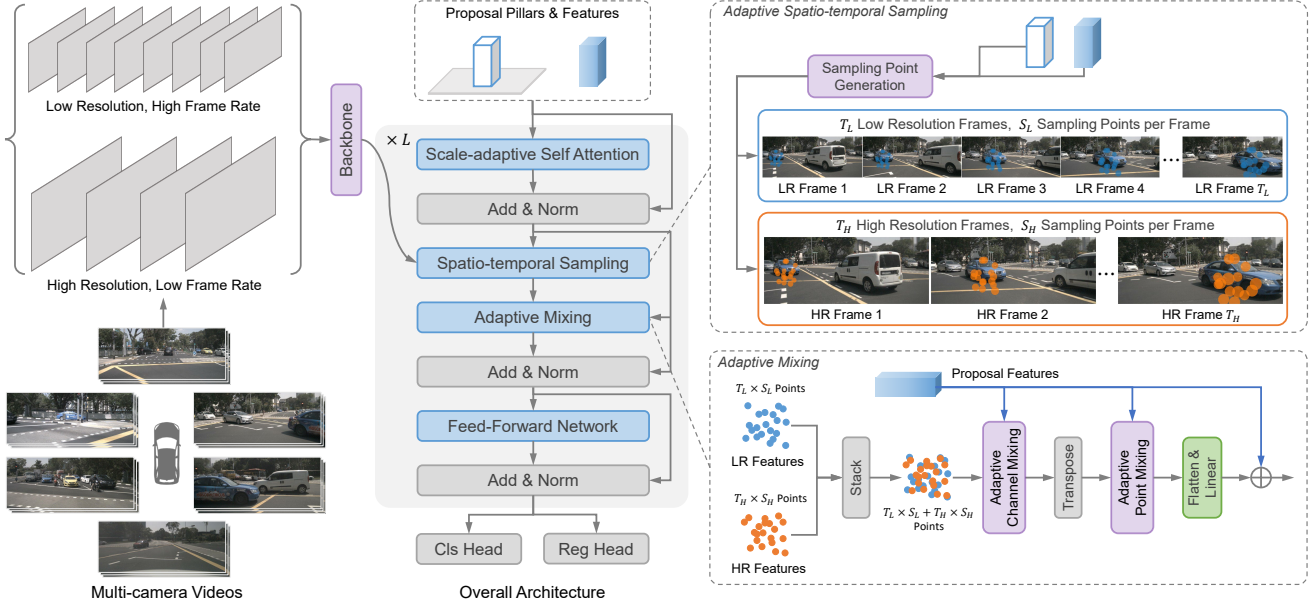 Low Resolution, High Frame Rate
High Resolution, Low Frame Rate
Multi-camera Videos
Backbone
Proposal Pillars & Features
× L
Scale-adaptive Self Attention
Add & Norm
Spatio-temporal Sampling
Adaptive Mixing
Add & Norm
Feed-Forward Network
Add & Norm
Cls Head
Reg Head
Overall Architecture
Adaptive Spatio-temporal Sampling
Sampling Point
Generation
T_L Low Resolution Frames, S_L Sampling Points per Frame
LR Frame 1
LR Frame 2
LR Frame 3
LR Frame 4
...
LR Frame T_L
T_H High Resolution Frames, S_H Sampling Points per Frame
HR Frame 1
HR Frame 2
...
HR Frame T_H
Adaptive Mixing
Proposal Features
T_L × S_L Points
LR Features
T_H × S_H Points
HR Features
Stack
T_L × S_L + T_H × S_H
Points
Adaptive
Channel Mixing
Transpose
Adaptive
Point Mixing
Flatten &
Linear